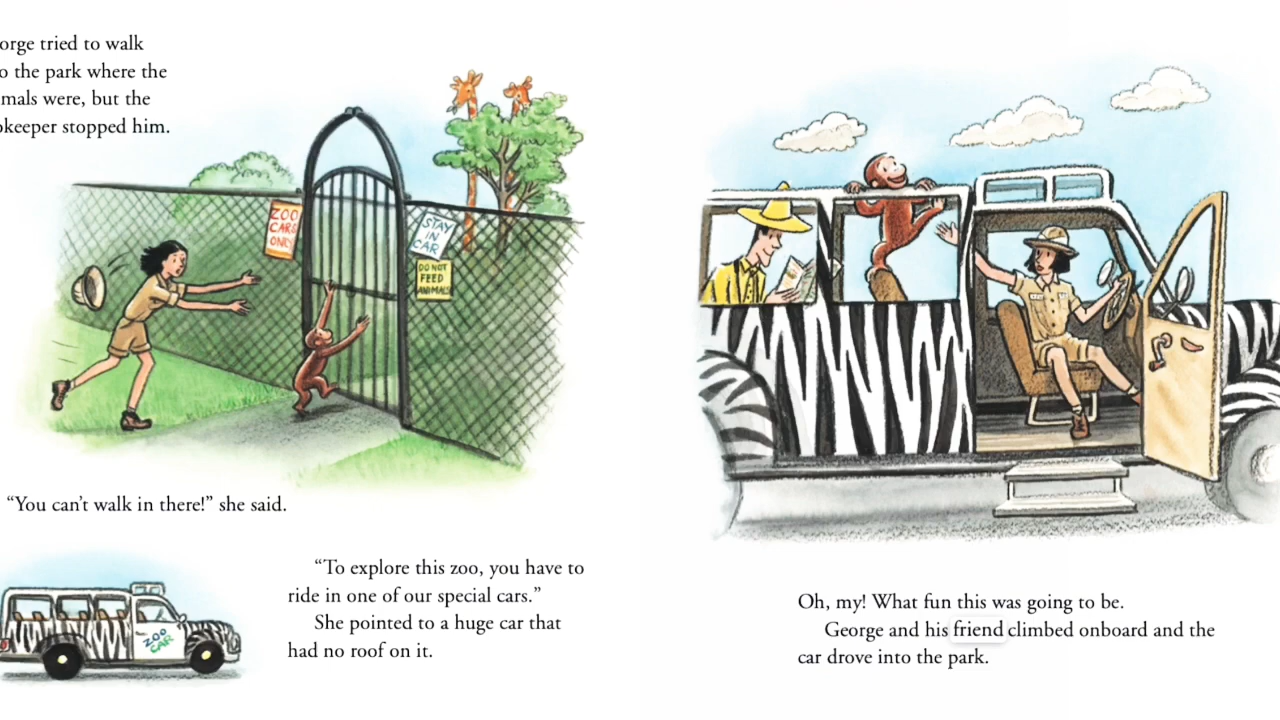 orge tried to walk
o the park where the
mals were, but the
okeeper stopped him.
ZOO
CARS
ONLY
STAY
IN
CAR
DO NOT
FEED
ANIMALS
“You can’t walk in there!” she said.
ZOO
CAR
“To explore this zoo, you have to
ride in one of our special cars.”
She pointed to a huge car that
had no roof on it.
Oh, my! What fun this was going to be.
George and his friend climbed onboard and the
car drove into the park.